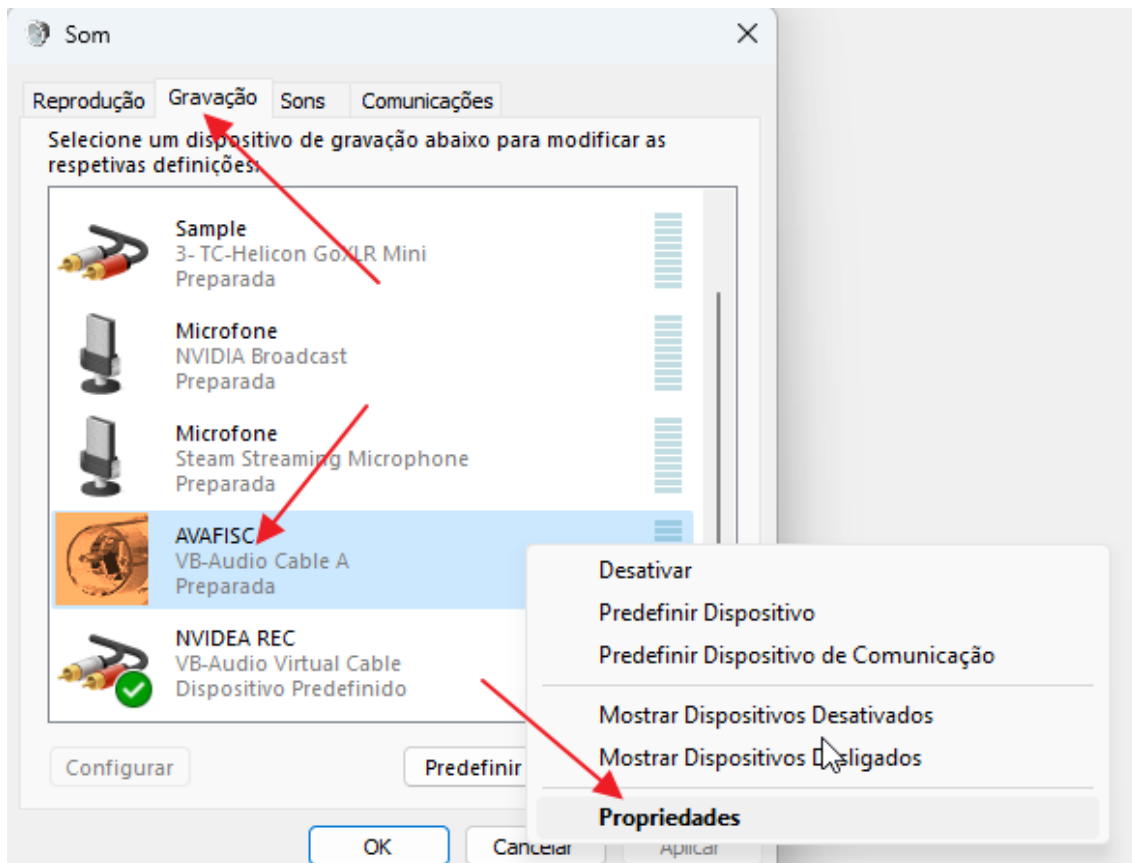 Som
Reprodução Gravação Sons Comunicações
Selecione um dispositivo de gravação abaixo para modificar as
respetivas definições:
Sample
3- TC-Helicon GoXLR Mini
Preparada
Microfone
NVIDIA Broadcast
Preparada
Microfone
Steam Streaming Microphone
Preparada
AVAFISC
VB-Audio Cable A
Preparada
NVIDEA REC
VB-Audio Virtual Cable
Dispositivo Predefinido
Desativar
Predefinir Dispositivo
Predefinir Dispositivo de Comunicação
Mostrar Dispositivos Desativados
Mostrar Dispositivos Desligados
Propriedades
Configurar Predefinir
OK Cancelar Aplicar